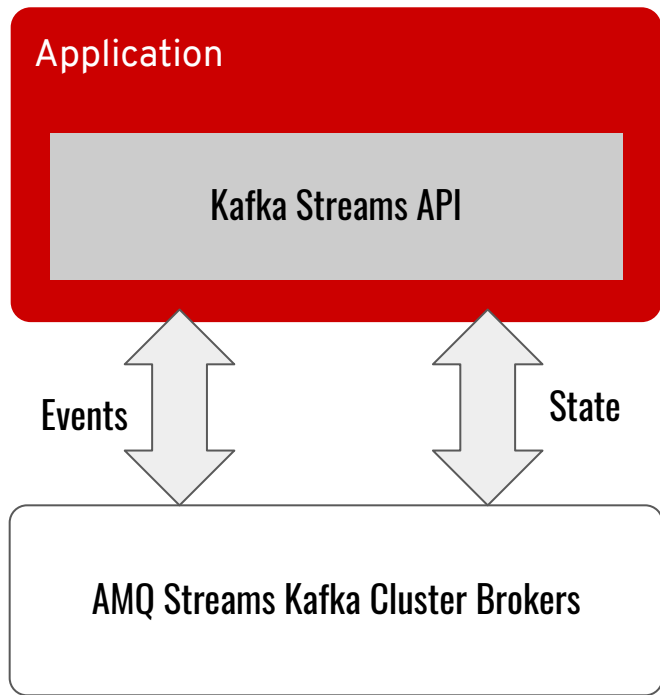 Application
Kafka Streams API
Events
State
AMQ Streams Kafka Cluster Brokers